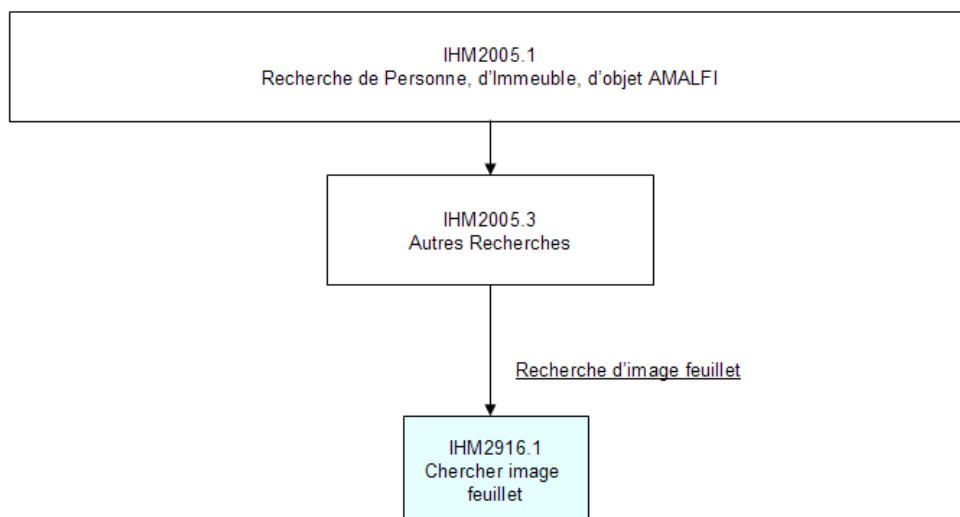 IHM2005.1
Recherche de Personne, d'Immeuble, d'objet AMALFI
IHM2005.3
Autres Recherches
Recherche d'image feuillet
IHM2916.1
Chercher image
feuillet